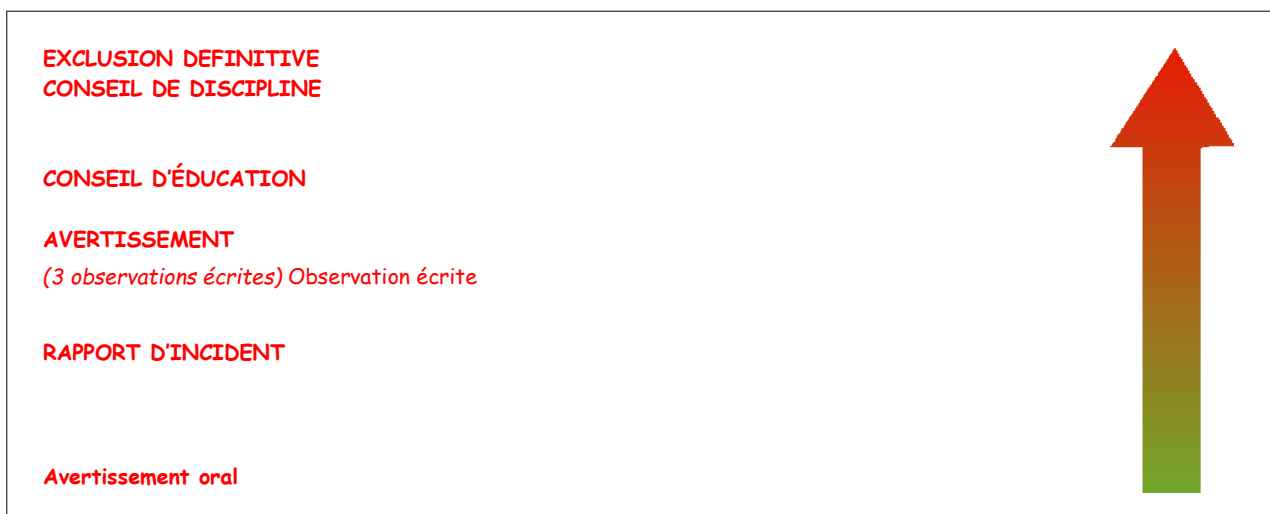 EXCLUSION DEFINITIVE
CONSEIL DE DISCIPLINE
CONSEIL D'ÉDUCATION
AVERTISSEMENT
(3 observations écrites) Observation écrite
RAPPORT D'INCIDENT
Avertissement oral